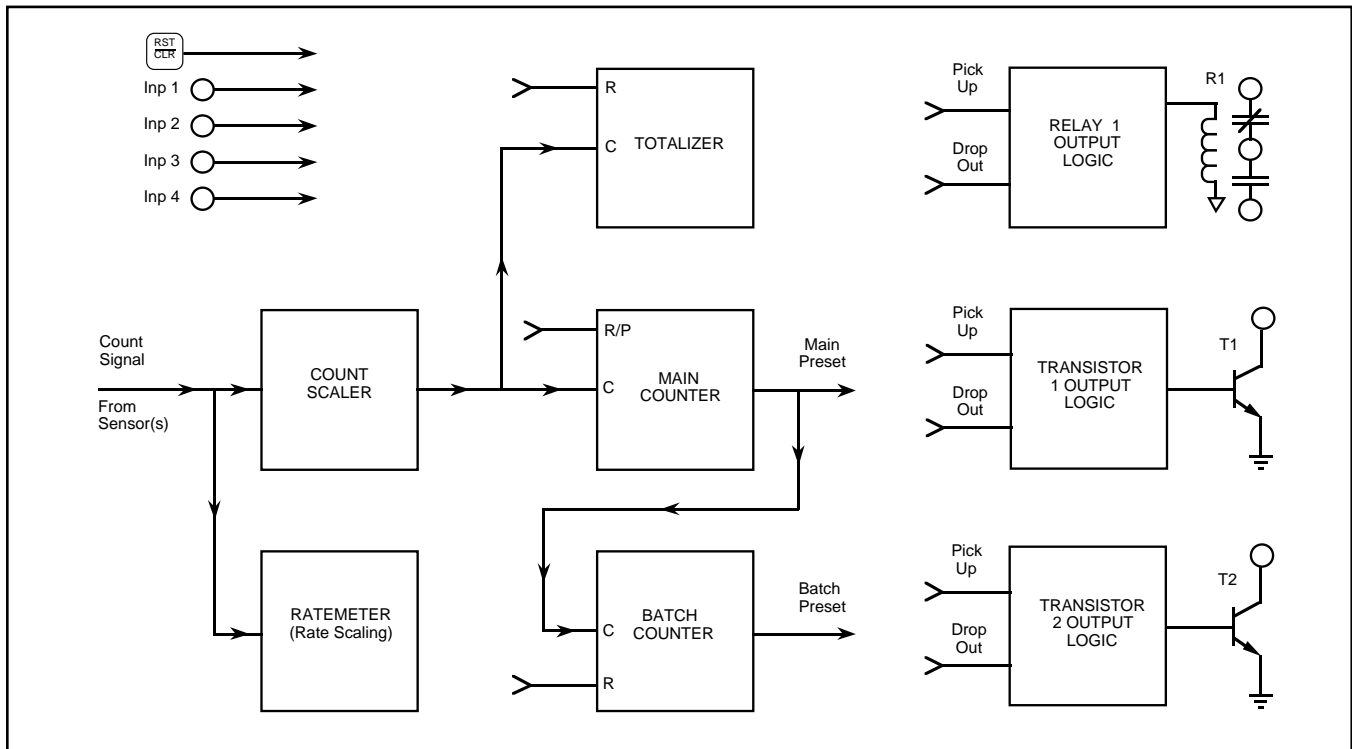 RST
CLR
Inp 1
Inp 2
Inp 3
Inp 4
R
C
TOTALIZER
Pick
Up
Drop
Out
RELAY 1
OUTPUT
LOGIC
R1
Count
Signal
From
Sensor(s)
COUNT
SCALER
R/P
C
MAIN
COUNTER
Main
Preset
Pick
Up
Drop
Out
TRANSISTOR
1 OUTPUT
LOGIC
T1
RATEMETER
(Rate Scaling)
C
R
BATCH
COUNTER
Batch
Preset
Pick
Up
Drop
Out
TRANSISTOR
2 OUTPUT
LOGIC
T2